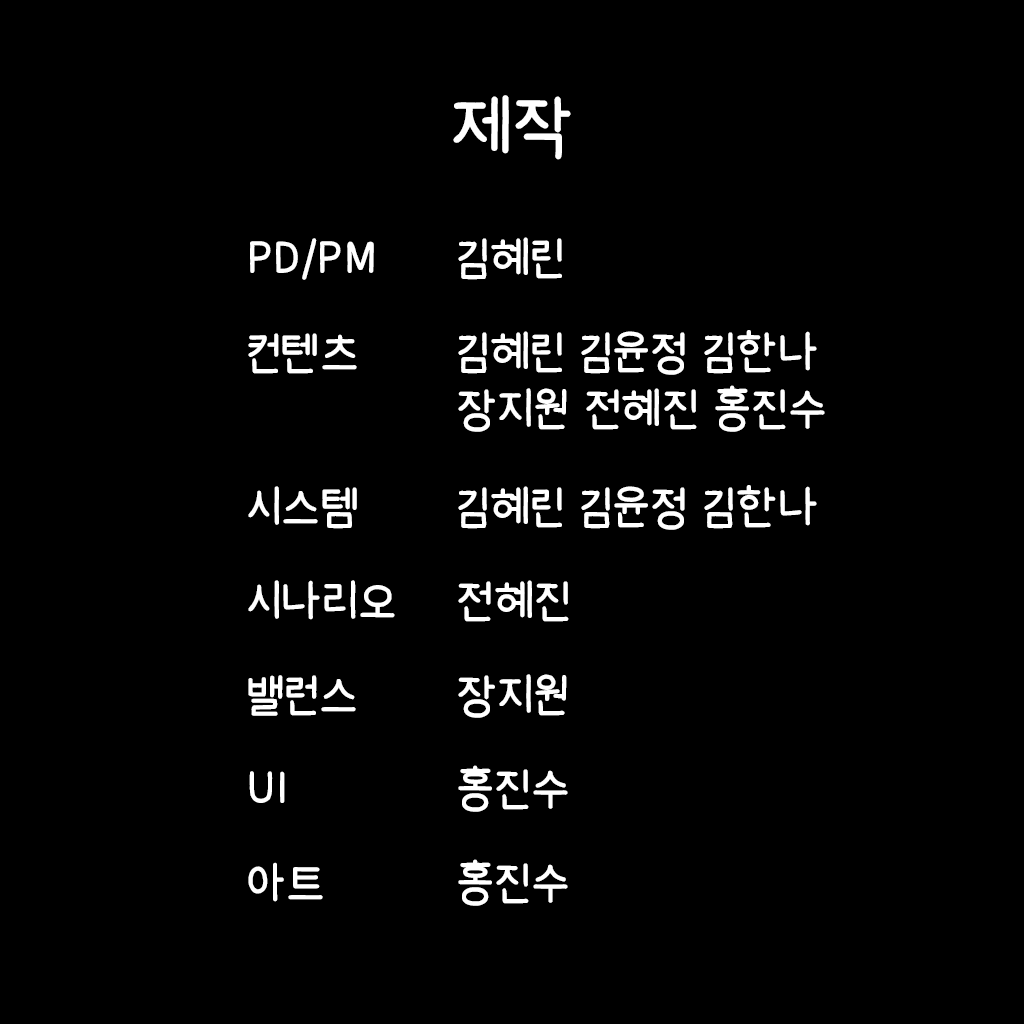 제작
PD/PM 김혜린
컨텐츠 김혜린 김윤정 김한나
장지원 전혜진 홍진수
시스템 김혜린 김윤정 김한나
시나리오 전혜진
밸런스 장지원
UI 홍진수
아트 홍진수